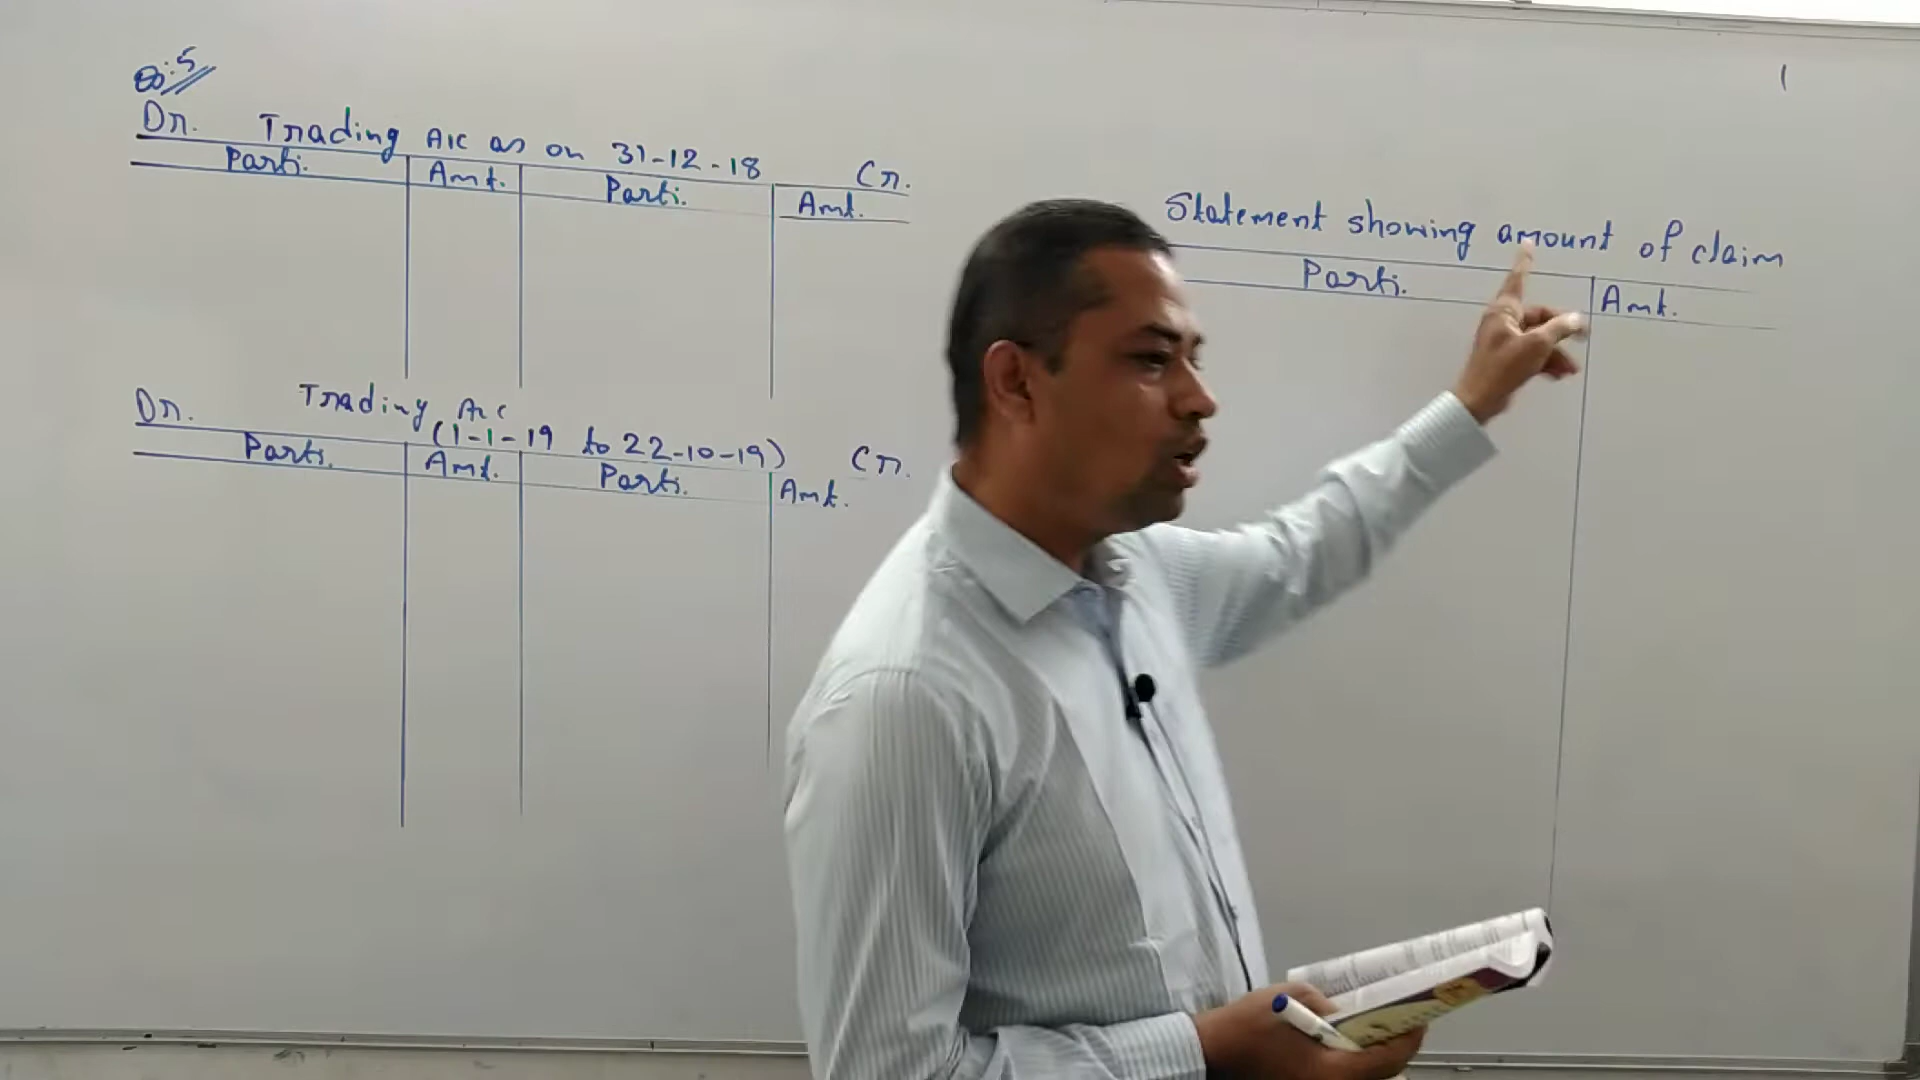 Q:5
Dr. Trading A/c as on 31-12-18 Cr.
Parti. Amt. Parti. Amt.
Dr. Trading A/c
(1-1-19 to 22-10-19) Cr.
Parti. Amt. Parti. Amt.
1
Statement showing amount of claim
Parti. Amt.